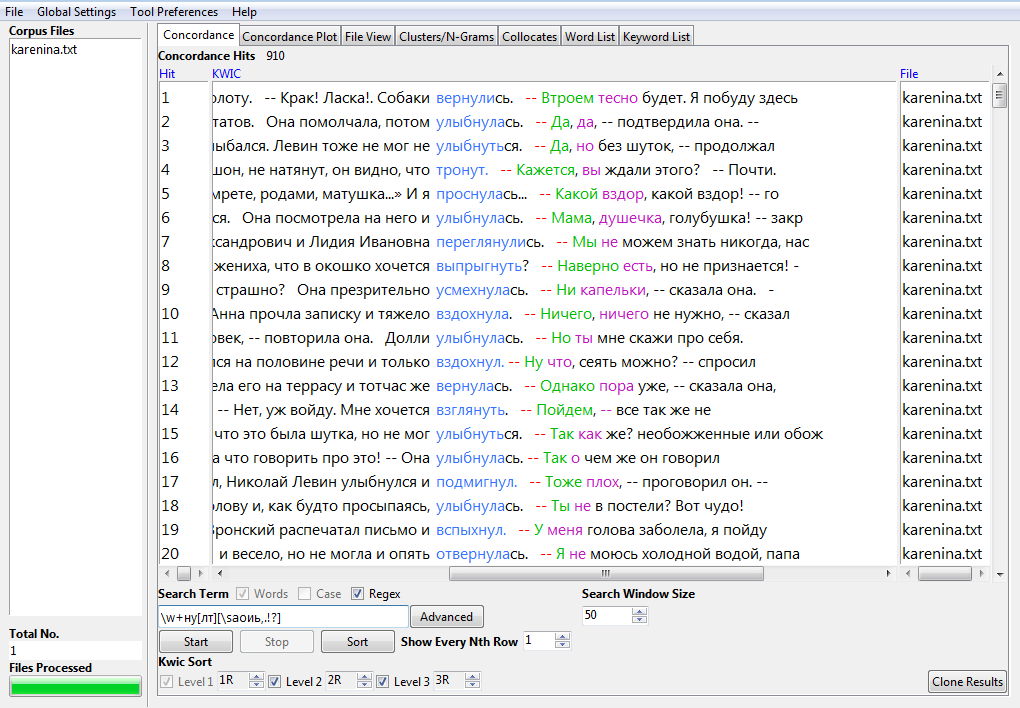 File Global Settings Tool Preferences Help
Corpus Files
karenina.txt
Concordance Concordance Plot File View Clusters/N-Grams Collocates Word List Keyword List
Concordance Hits 910
Hit KWIC File
1 олоту. -- Крак! Ласка!. Собаки вернулись. -- Втроем тесно будет. Я побуду здесь karenina.txt
2 татов. Она помолчала, потом улыбнулась. -- Да, да, -- подтвердила она. -- karenina.txt
3 лыбался. Левин тоже не мог не улыбнуться. -- Да, но без шуток, -- продолжал karenina.txt
4 шон, не натянут, он видно, что тронут. -- Кажется, вы ждали этого? -- Почти. karenina.txt
5 мрете, родами, матушка...» И я проснулась... -- Какой вздор, какой вздор! -- го karenina.txt
6 ся. Она посмотрела на него и улыбнулась. -- Мама, душечка, голубушка! -- закр karenina.txt
7 ксандрович и Лидия Ивановна переглянулись. -- Мы не можем знать никогда, нас karenina.txt
8 жениха, что в окошко хочется выпрыгнуть? -- Наверно есть, но не признается! - karenina.txt
9 страшно? Она презрительно усмехнулась. -- Ни капельки, -- сказала она. - karenina.txt
10 Анна прочла записку и тяжело вздохнула. -- Ничего, ничего не нужно, -- сказал karenina.txt
11 овек, -- повторила она. Долли улыбнулась. -- Но ты мне скажи про себя. karenina.txt
12 лся на половине речи и только вздохнул. -- Ну что, сеять можно? -- спросил karenina.txt
13 ела его на террасу и тотчас же вернулась. -- Однако пора уже, -- сказала она, karenina.txt
14 -- Нет, уж войду. Мне хочется взглянуть. -- Пойдем, -- все так же не karenina.txt
15 что это была шутка, но не мог улыбнуться. -- Так как же? необожженные или обож karenina.txt
16 а что говорить про это! -- Она улыбнулась. -- Так о чем же он говорил karenina.txt
17 л, Николай Левин улыбнулся и подмигнул. -- Тоже плох, -- проговорил он. -- karenina.txt
18 олову и, как будто просыпаясь, улыбнулась. -- Ты не в постели? Вот чудо! karenina.txt
19 Вронский распечатал письмо и вспыхнул. -- У меня голова заболела, я пойду karenina.txt
20 и весело, но не могла и опять отвернулась. -- Я не моюсь холодной водой, папа karenina.txt
Search Term Words Case Regex Search Window Size
\w+ну[лт][\sаоиь,.!?] Advanced 50
Start Stop Sort Show Every Nth Row 1
Kwic Sort
Level 1 1R Level 2 2R Level 3 3R Clone Results
Total No.
1
Files Processed